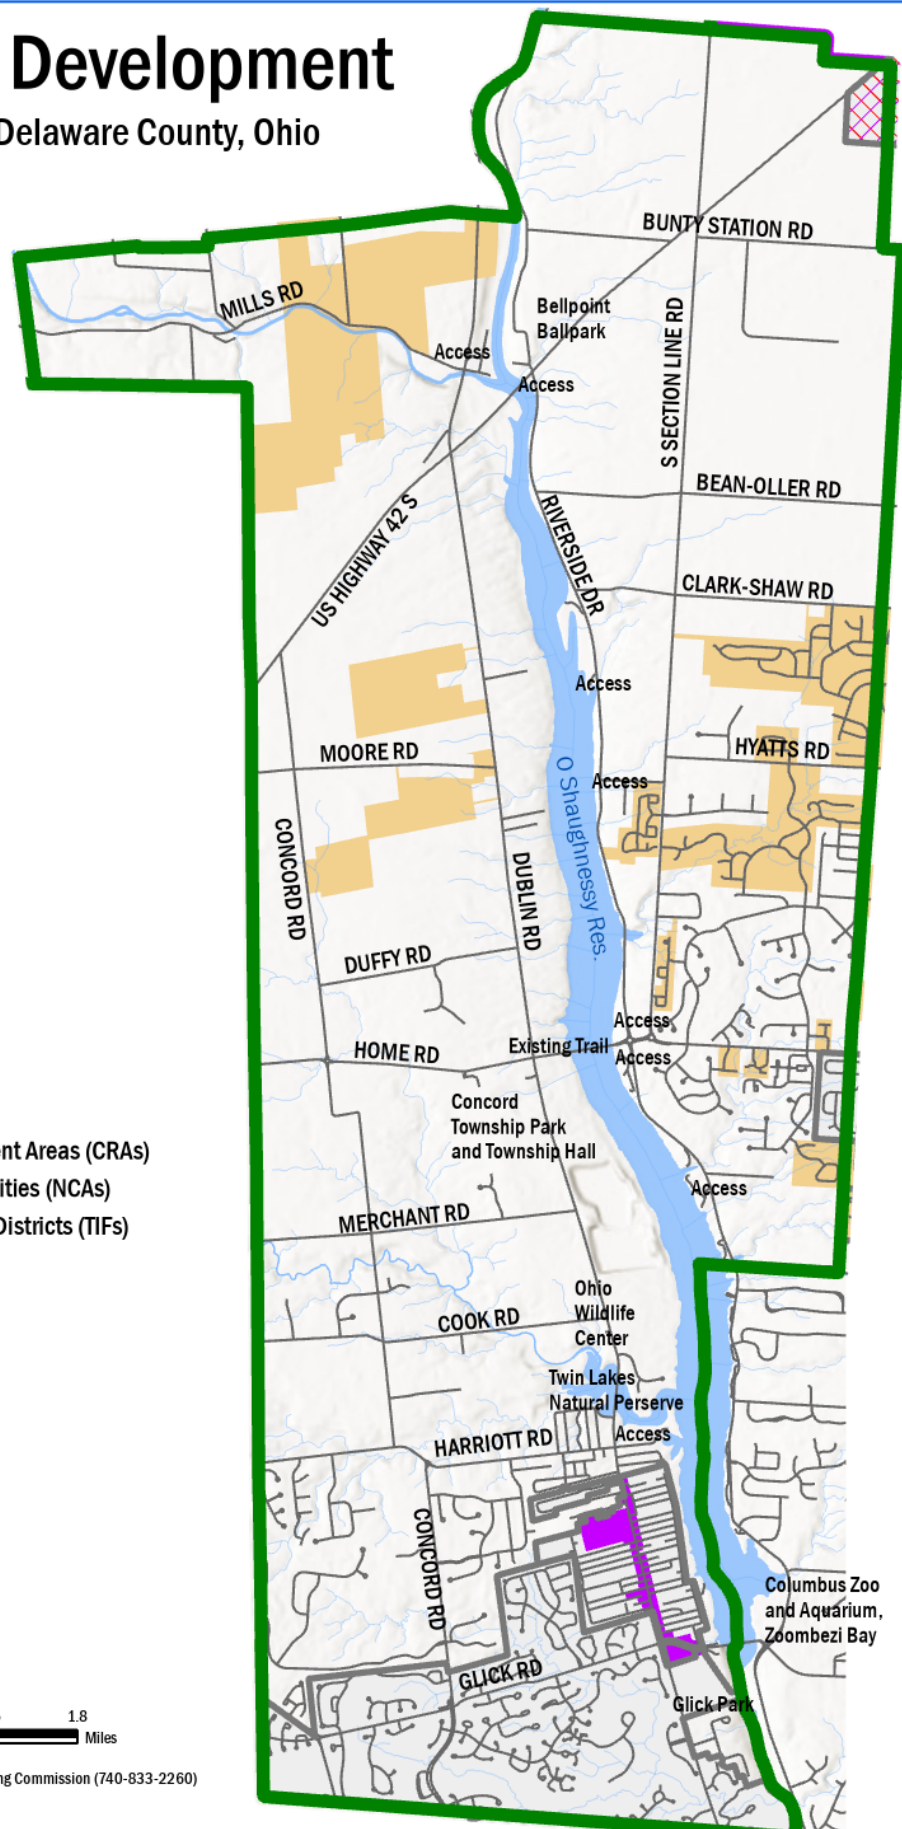 Development
Delaware County, Ohio
BUNTY STATION RD
MILLS RD
Bellpoint
Ballpark
S SECTION LINE RD
Access
Access
BEAN-OLLER RD
US HIGHWAY 42 S
RIVERSIDE DR
CLARK-SHAW RD
Access
MOORE RD
HYATTS RD
Access
O Shaughnessy Res.
CONCORD RD
DUBLIN RD
DUFFY RD
Access
HOME RD
Existing Trail
Access
Concord
Township Park
and Township Hall
nt Areas (CRAs)
ities (NCAs)
Districts (TIFs)
Access
MERCHANT RD
Ohio
Wildlife
Center
COOK RD
Twin Lakes
Natural Perserve
Access
HARRIOTT RD
CONCORD RD
Columbus Zoo
and Aquarium,
Zoombezi Bay
GLICK RD
Glick Park
1.8
Miles
ng Commission (740-833-2260)